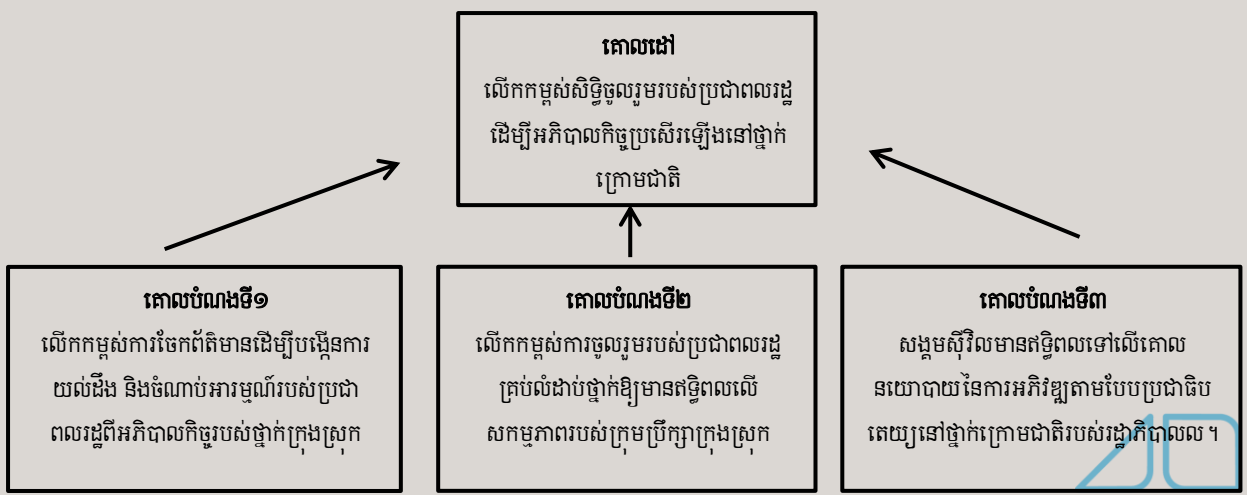 គោលដៅ
លើកកម្ពស់សិទ្ធិចូលរួមរបស់ប្រជាពលរដ្ឋ
ដើម្បីអភិបាលកិច្ចប្រសើរឡើងនៅថ្នាក់
ក្រោមជាតិ
គោលបំណងទី១
លើកកម្ពស់ការចែកព័ត៌មានដើម្បីបង្កើនការ
យល់ដឹង និងចំណាប់អារម្មណ៍របស់ប្រជា
ពលរដ្ឋពីអភិបាលកិច្ចរបស់ថ្នាក់ក្រុងស្រុក
គោលបំណងទី២
លើកកម្ពស់ការចូលរួមរបស់ប្រជាពលរដ្ឋ
គ្រប់លំដាប់ថ្នាក់ឱ្យមានឥទ្ធិពលលើ
សកម្មភាពរបស់ក្រុមប្រឹក្សាក្រុងស្រុក
គោលបំណងទី៣
សង្គមស៊ីវិលមានឥទ្ធិពលទៅលើគោល
នយោបាយនៃការអភិវឌ្ឍតាមបែបប្រជាធិប
តេយ្យនៅថ្នាក់ក្រោមជាតិរបស់រដ្ឋាភិបាលល។